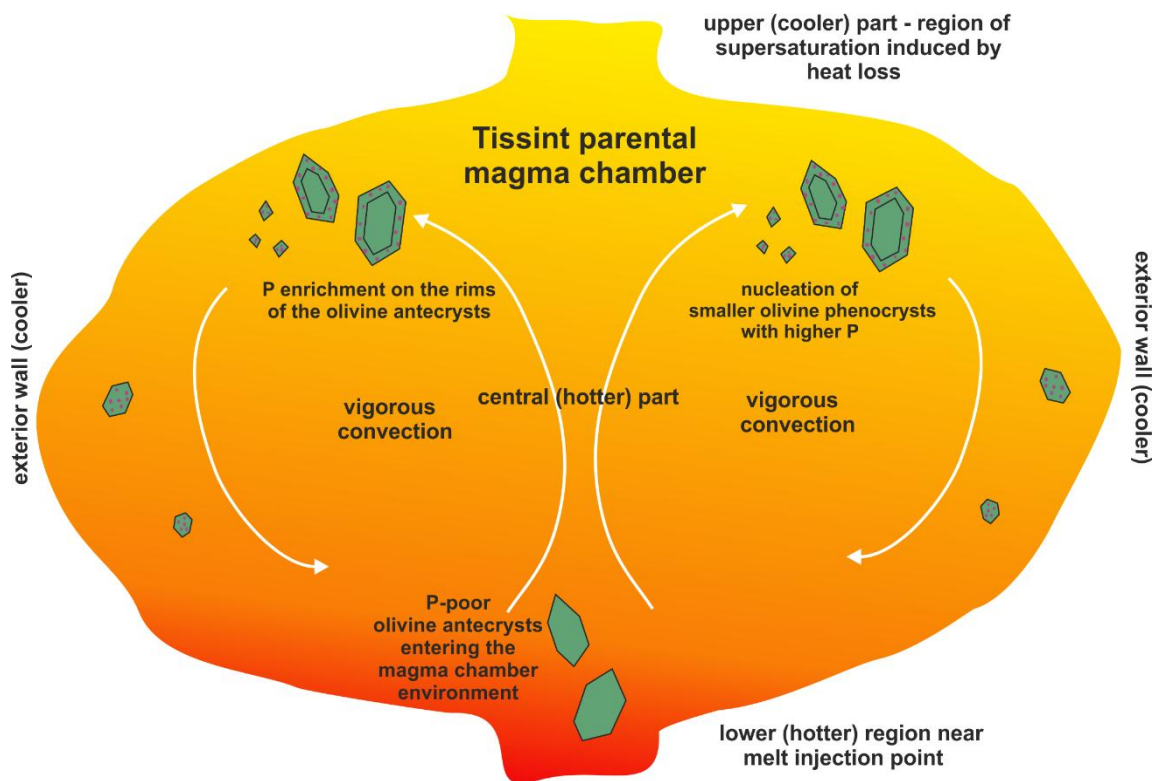 upper (cooler) part - region of
supersaturation induced by
heat loss
Tissint parental
magma chamber
P enrichment on the rims
of the olivine antecrysts
nucleation of
smaller olivine phenocrysts
with higher P
exterior wall (cooler)
exterior wall (cooler)
central (hotter) part
vigorous
convection
vigorous
convection
P-poor
olivine antecrysts
entering the
magma chamber
environment
lower (hotter) region near
melt injection point